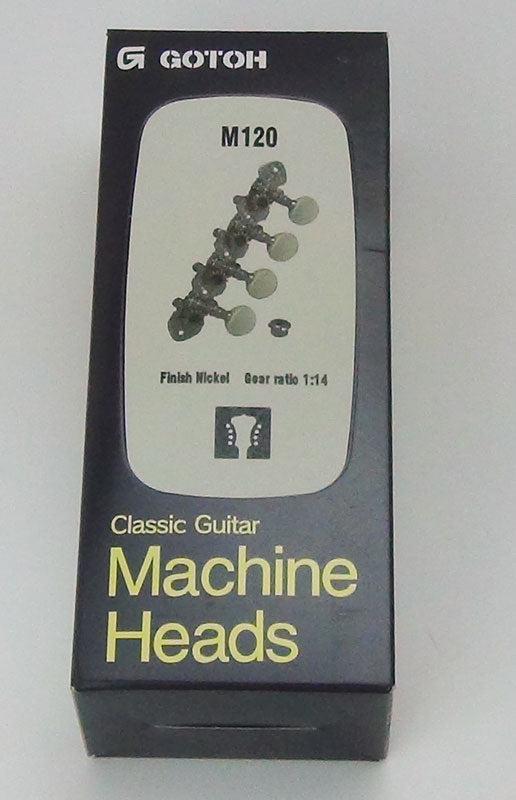 GOTOH
M120
Finish Nickel Gear ratio 1:14
Classic Guitar
Machine
Heads